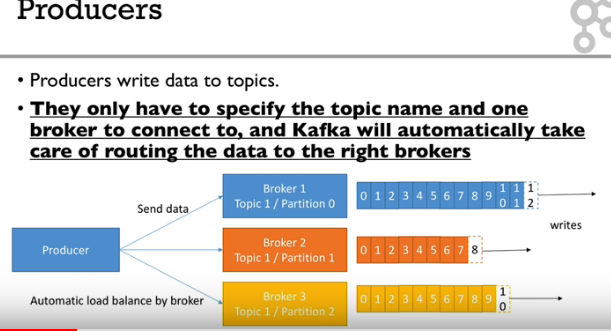 Producers
• Producers write data to topics.
• They only have to specify the topic name and one
broker to connect to, and Kafka will automatically take
care of routing the data to the right brokers
Broker 1
Topic 1 / Partition 0
0 1 2 3 4 5 6 7 8 9 10 11 12
Send data
writes
Producer
Broker 2
Topic 1 / Partition 1
0 1 2 3 4 5 6 7 8
Automatic load balance by broker
Broker 3
Topic 1 / Partition 2
0 1 2 3 4 5 6 7 8 9 10